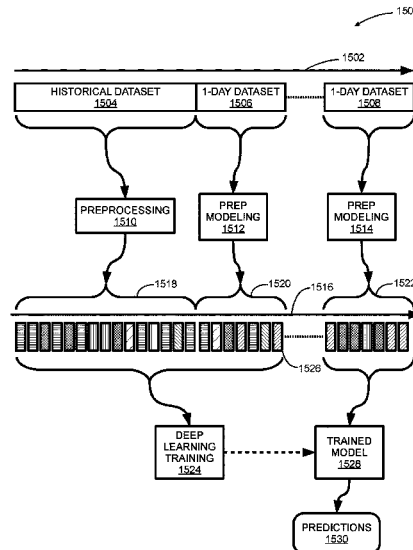 150
1502
HISTORICAL DATASET
1504
1-DAY DATASET
1506
1-DAY DATASET
1508
PREPROCESSING
1510
PREP
MODELING
1512
PREP
MODELING
1514
1518
1520
1516
1522
1526
DEEP
LEARNING
TRAINING
1524
TRAINED
MODEL
1528
PREDICTIONS
1530